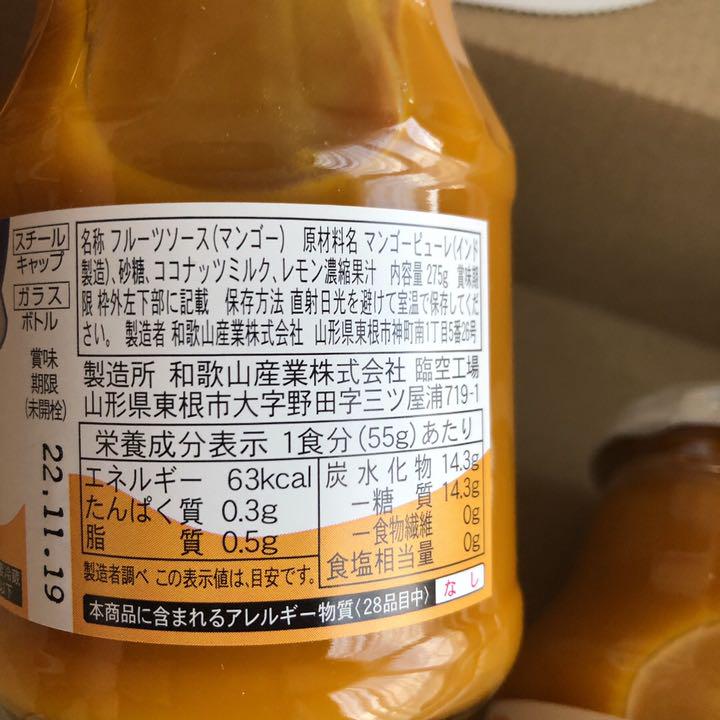 スチール
キャップ
ガラス
ボトル
賞味
期限
(未開栓)
22.11.19
名称 フルーツソース(マンゴー) 原材料名 マンゴーピューレ(インド
製造)、砂糖、ココナッツミルク、レモン濃縮果汁 内容量 275g 賞味期
限 枠外左下部に記載 保存方法 直射日光を避けて室温で保存してくだ
さい。 製造者 和歌山産業株式会社 山形県東根市神町南1丁目5番26号
製造所 和歌山産業株式会社 臨空工場
山形県東根市大字野田字三ツ屋浦719-1
栄養成分表示 1食分(55g)あたり
エネルギー 63kcal
たんぱく質 0.3g
脂質 0.5g
炭水化物 14.3g
―糖質 14.3g
―食物繊維 0g
食塩相当量 0g
製造者調べ この表示値は、目安です。
本商品に含まれるアレルギー物質〈28品目中〉 なし